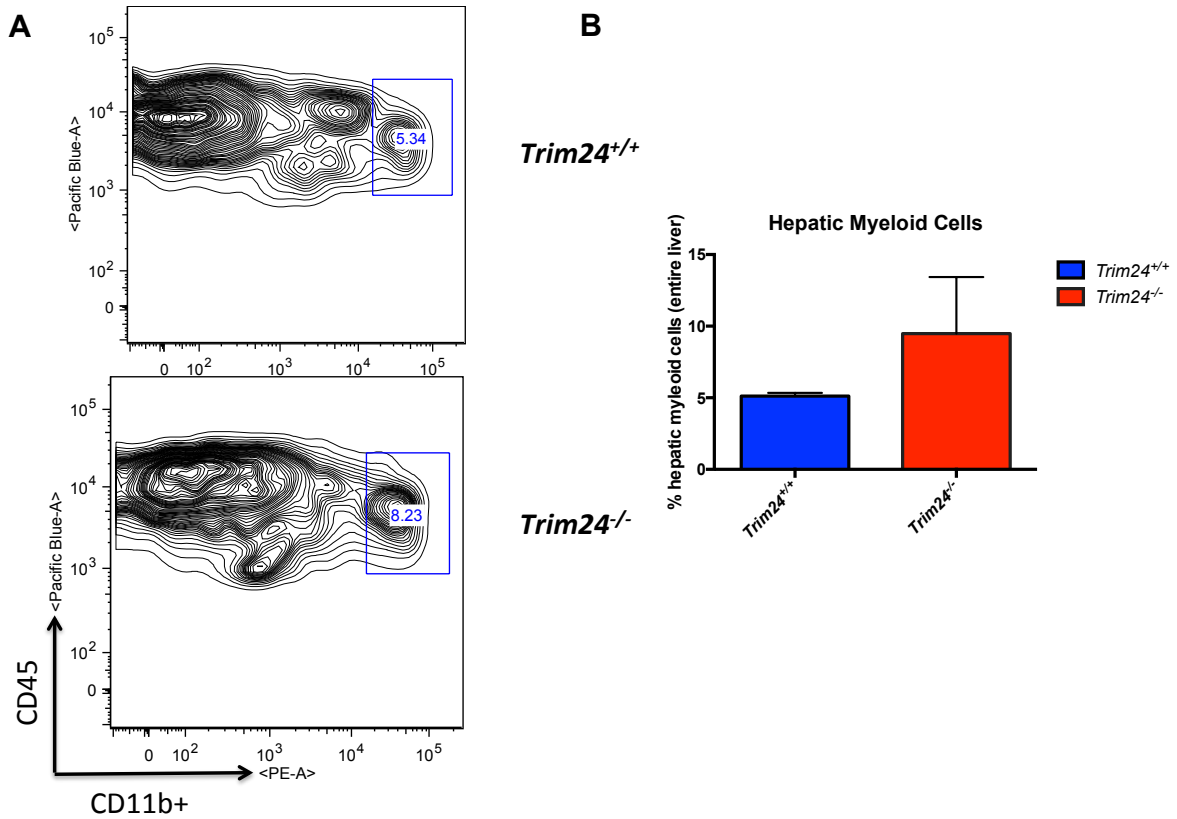 A
B
10^5
10^4
10^3
10^2
0
<Pacific Blue-A>
5.34
0 10^2 10^3 10^4 10^5
Trim24+/+
10^5
10^4
10^3
10^2
0
<Pacific Blue-A>
8.23
0 10^2 10^3 10^4 10^5
<PE-A>
CD45
CD11b+
Trim24-/-
Hepatic Myeloid Cells
% hepatic myleoid cells (entire liver)
15
10
5
0
Trim24+/+
Trim24-/-
Trim24+/+
Trim24-/-